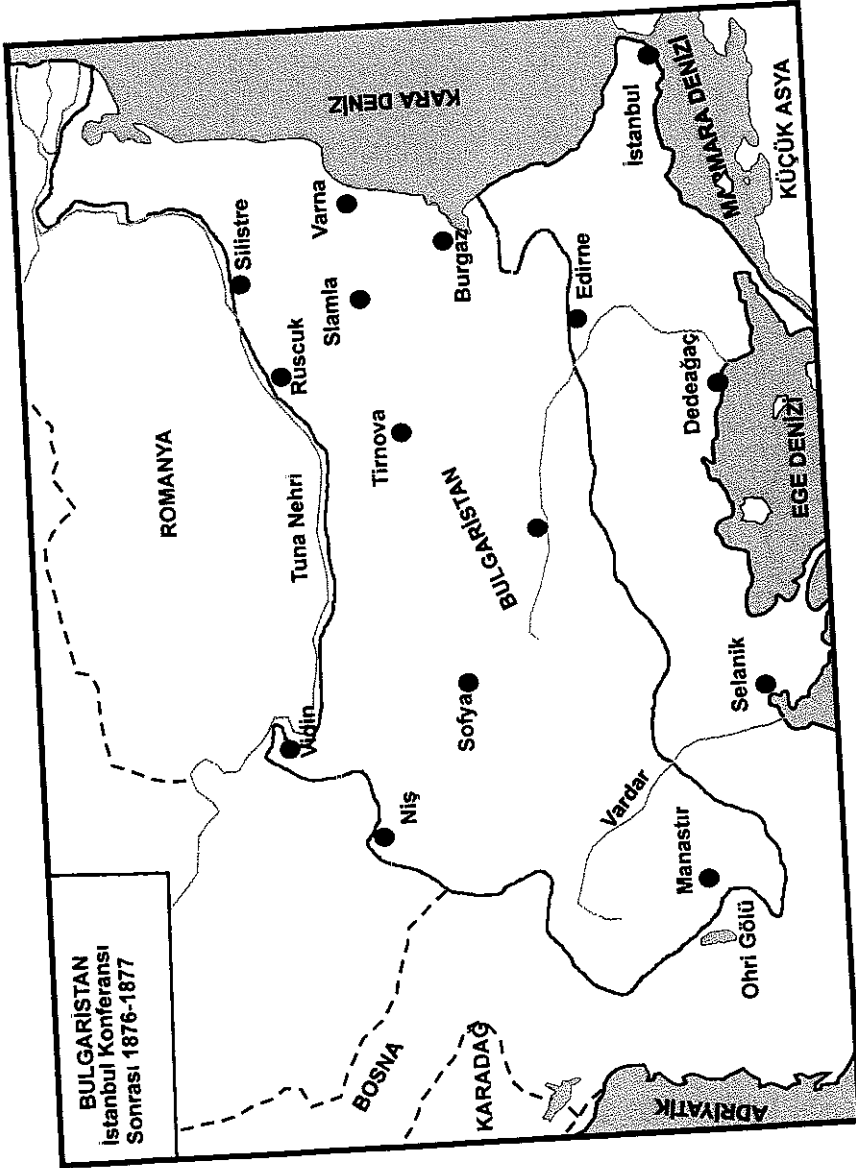 BULGARİSTAN
İstanbul Konferansı
Sonrası 1876-1877
ROMANYA
Tuna Nehri
Silistre
Ruscuk
Varna
Slamla
Burgaz
Tirnova
Vidin
Niş
Sofya
BULGARİSTAN
KARA DENİZ
Edirne
İstanbul
MARMARA DENİZİ
KÜÇÜK ASYA
Dedeağaç
EGE DENİZİ
Selanik
Vardar
Manastır
Ohri Gölü
BOSNA
KARADAĞ
ADRİYATİK